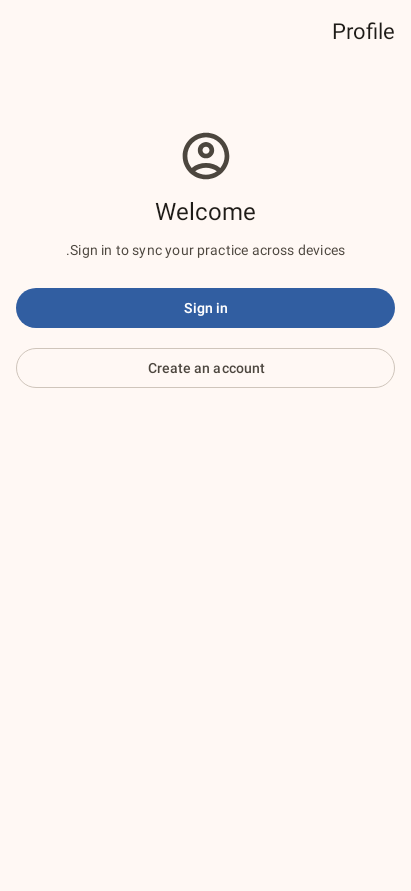 Profile
Welcome
.Sign in to sync your practice across devices
Sign in
Create an account